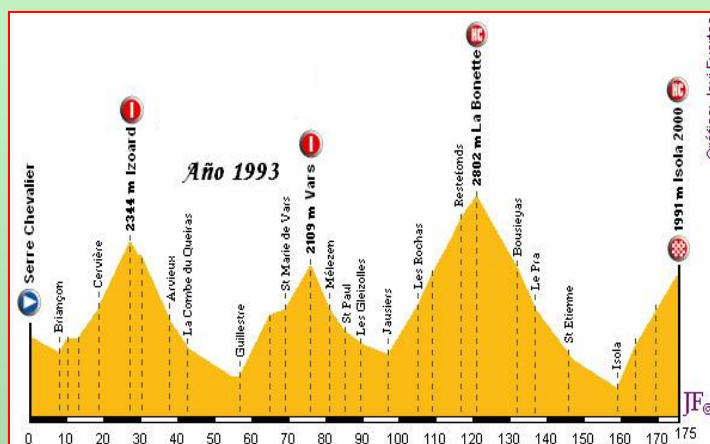 Año 1993
Serre Chevalier
Briançon
Cervière
2344 m Izoard
I
Arvieux
La Combe du Queiras
Guillestre
St Marie de Vars
2109 m Vars
I
Mélezen
St Paul
Les Gleizolles
Jausiers
Les Rochas
Restefonds
2802 m La Bonette
HC
Bousieyas
Le Pra
St Etienne
Isola
1991 m Isola 2000
HC
JF@
0 10 20 30 40 50 60 70 80 90 100 110 120 130 140 150 160 170 175